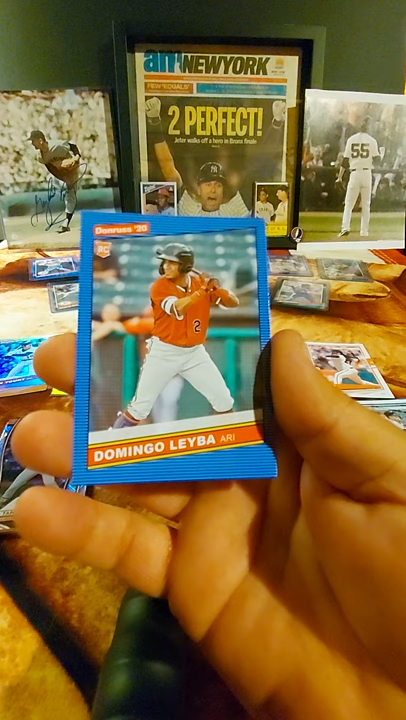 amNEWYORK
2 PERFECT!
Jeter walks off a hero in Bronx finale
55
Donruss '20
RC
2
DOMINGO LEYBA ARI